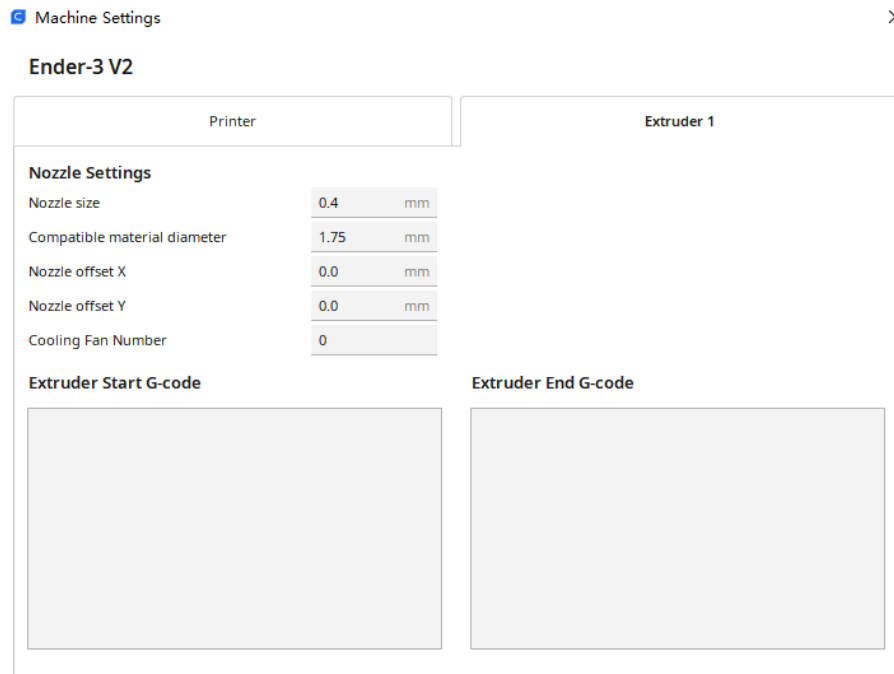 Machine Settings
Ender-3 V2
Printer
Extruder 1
Nozzle Settings
Nozzle size 0.4 mm
Compatible material diameter 1.75 mm
Nozzle offset X 0.0 mm
Nozzle offset Y 0.0 mm
Cooling Fan Number 0
Extruder Start G-code
Extruder End G-code